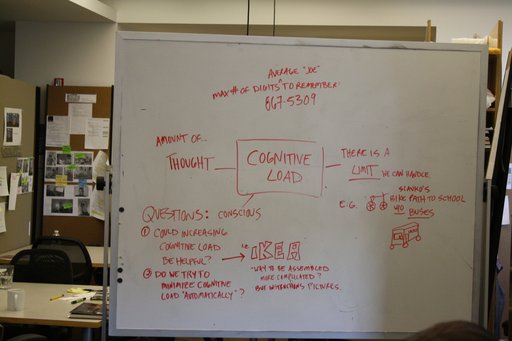 AVERAGE "JOE"
MAX # OF DIGITS TO REMEMBER:
867-5309
AMOUNT OF..
THOUGHT
COGNITIVE
LOAD
THERE IS A
LIMIT WE CAN HANDLE
E.G.
BIKE PATH TO SCHOOL
W/O BUSES
QUESTIONS: CONSCIOUS
① COULD INCREASING
COGNITIVE LOAD
BE HELPFUL?
i.e. IKEA
"WAY TO BE ASSEMBLED
MORE COMPLICATED?
BUT INSTRUCTIONS PICTURES.
② DO WE TRY TO
MINIMIZE COGNITIVE
LOAD "AUTOMATICALLY"?